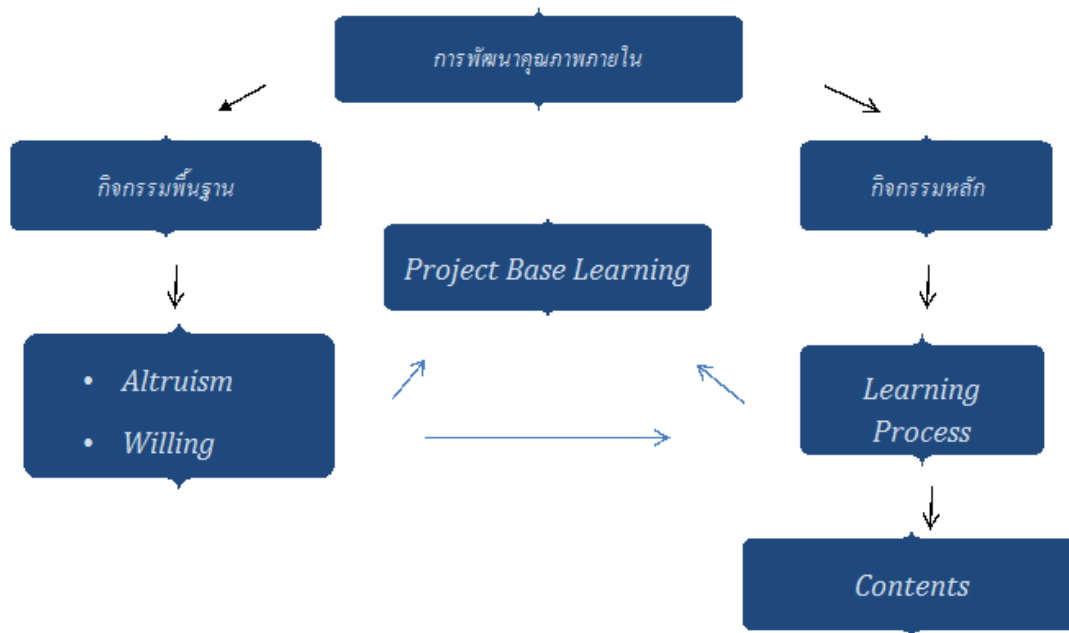 การพัฒนาคุณภาพภายใน
กิจกรรมพื้นฐาน
กิจกรรมหลัก
Project Base Learning
• Altruism
• Willing
Learning
Process
Contents